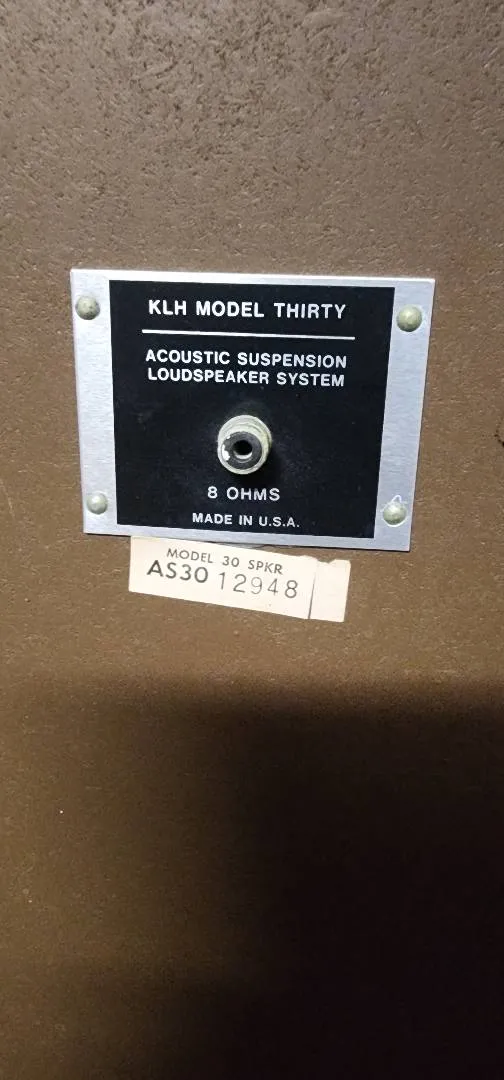 KLH MODEL THIRTY
ACOUSTIC SUSPENSION
LOUDSPEAKER SYSTEM
8 OHMS
MADE IN U.S.A.
MODEL 30 SPKR
AS30 12948